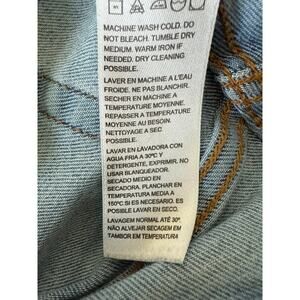 MACHINE WASH COLD. DO
NOT BLEACH. TUMBLE DRY
MEDIUM. WARM IRON IF
NEEDED. DRY CLEANING
POSSIBLE.
LAVER EN MACHINE A L'EAU
FROIDE. NE PAS BLANCHIR.
SECHER EN MACHINE A
TEMPERATURE MOYENNE.
REPASSER A TEMPERATURE
MOYENNE AU BESOIN.
NETTOYAGE A SEC
POSSIBLE.
LAVAR EN LAVADORA CON
AGUA FRIA A 30ºC Y
DETERGENTE, EXPRIMIR. NO
USAR BLANQUEADOR.
SECADO MEDIO EN
SECADORA. PLANCHAR EN
TEMPERATURA MEDIA A
150ºC.SI ES NECESARIO. ES
POSIBLE LAVAR EN SECO.
LAVAGEM NORMAL ATÉ 30º.
NÃO ALVEJAR SECAGEM EM
TAMBOR EM TEMPERATURA